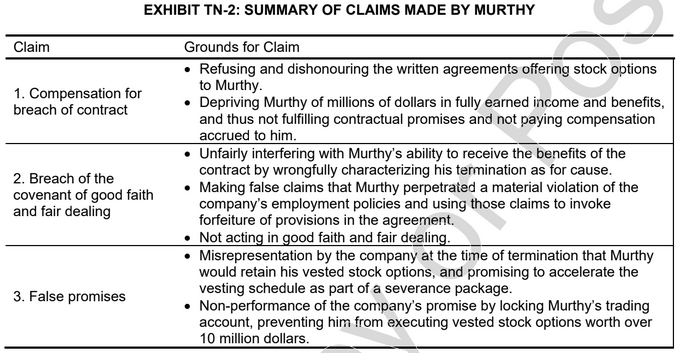 EXHIBIT TN-2: SUMMARY OF CLAIMS MADE BY MURTHY
Claim
Grounds for Claim
1. Compensation for
breach of contract
• Refusing and dishonouring the written agreements offering stock options
to Murthy.
• Depriving Murthy of millions of dollars in fully earned income and benefits,
and thus not fulfilling contractual promises and not paying compensation
accrued to him.
2. Breach of the
covenant of good faith
and fair dealing
• Unfairly interfering with Murthy's ability to receive the benefits of the
contract by wrongfully characterizing his termination as for cause.
• Making false claims that Murthy perpetrated a material violation of the
company's employment policies and using those claims to invoke
forfeiture of provisions in the agreement.
• Not acting in good faith and fair dealing.
3. False promises
• Misrepresentation by the company at the time of termination that Murthy
would retain his vested stock options, and promising to accelerate the
vesting schedule as part of a severance package.
• Non-performance of the company's promise by locking Murthy's trading
account, preventing him from executing vested stock options worth over
10 million dollars.